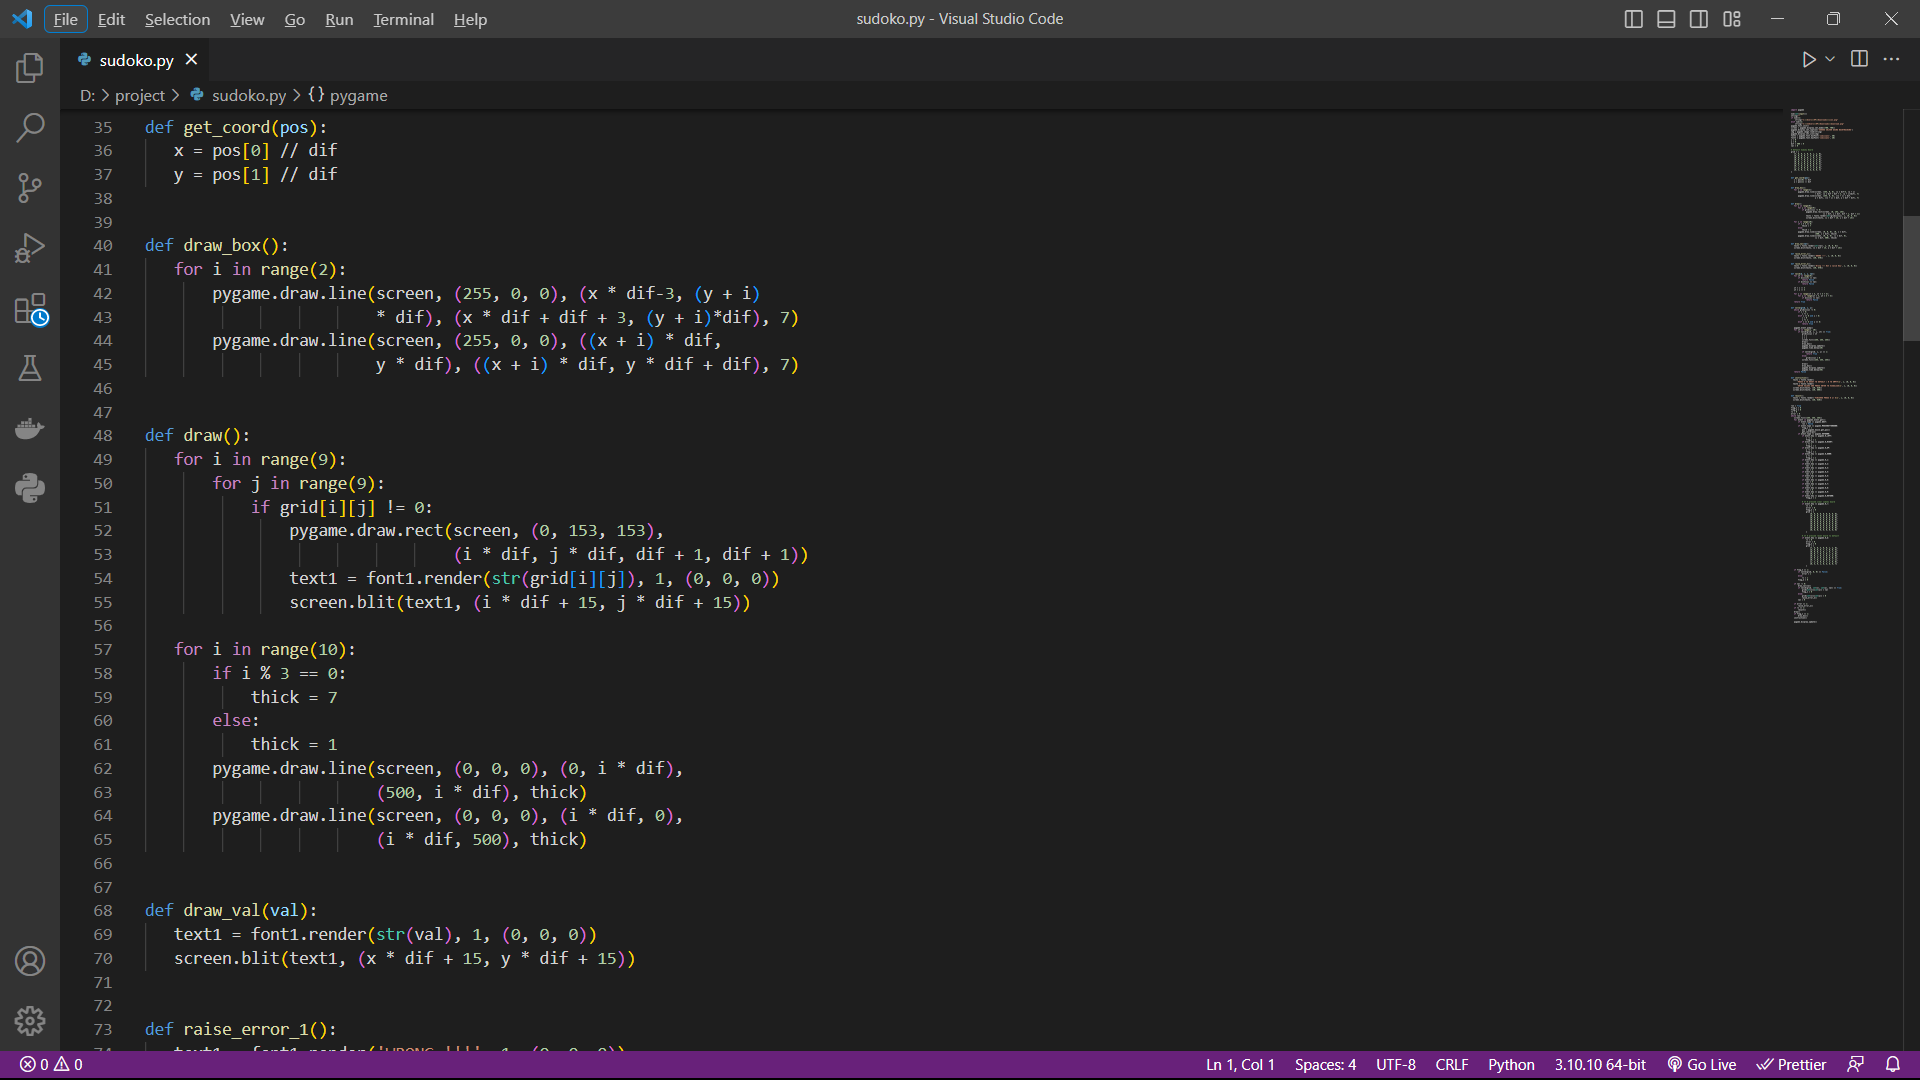 File Edit Selection View Go Run Terminal Help
sudoko.py - Visual Studio Code
sudoko.py
D: > project > sudoko.py > {} pygame
35 def get_coord(pos):
36 x = pos[0] // dif
37 y = pos[1] // dif
38
39
40 def draw_box():
41 for i in range(2):
42 pygame.draw.line(screen, (255, 0, 0), (x * dif-3, (y + i)
43 * dif), (x * dif + dif + 3, (y + i)*dif), 7)
44 pygame.draw.line(screen, (255, 0, 0), ((x + i) * dif,
45 y * dif), ((x + i) * dif, y * dif + dif), 7)
46
47
48 def draw():
49 for i in range(9):
50 for j in range(9):
51 if grid[i][j] != 0:
52 pygame.draw.rect(screen, (0, 153, 153),
53 (i * dif, j * dif, dif + 1, dif + 1))
54 text1 = font1.render(str(grid[i][j]), 1, (0, 0, 0))
55 screen.blit(text1, (i * dif + 15, j * dif + 15))
56
57 for i in range(10):
58 if i % 3 == 0:
59 thick = 7
60 else:
61 thick = 1
62 pygame.draw.line(screen, (0, 0, 0), (0, i * dif),
63 (500, i * dif), thick)
64 pygame.draw.line(screen, (0, 0, 0), (i * dif, 0),
65 (i * dif, 500), thick)
66
67
68 def draw_val(val):
69 text1 = font1.render(str(val), 1, (0, 0, 0))
70 screen.blit(text1, (x * dif + 15, y * dif + 15))
71
72
73 def raise_error_1():
0 0
Ln 1, Col 1 Spaces: 4 UTF-8 CRLF Python 3.10.10 64-bit Go Live Prettier